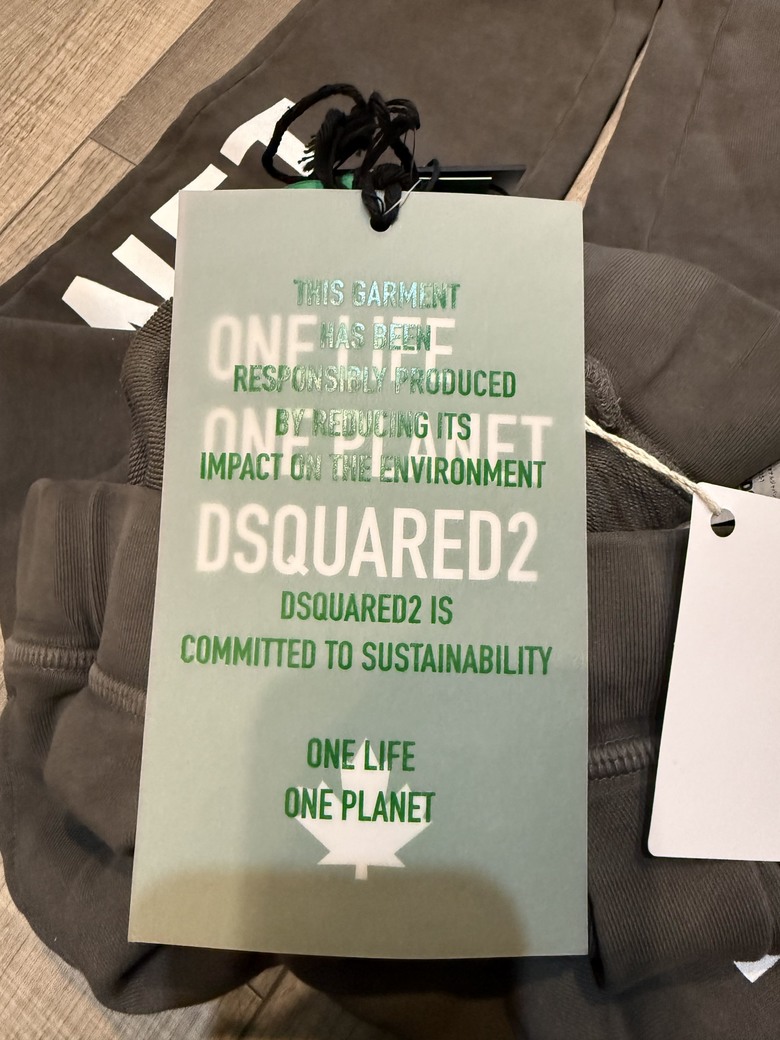 THIS GARMENT
HAS BEEN
ONE LIFE
RESPONSIBLY PRODUCED
BY REDUCING ITS
ONE PLANET
IMPACT ON THE ENVIRONMENT
DSQUARED2
DSQUARED2 IS
COMMITTED TO SUSTAINABILITY
ONE LIFE
ONE PLANET